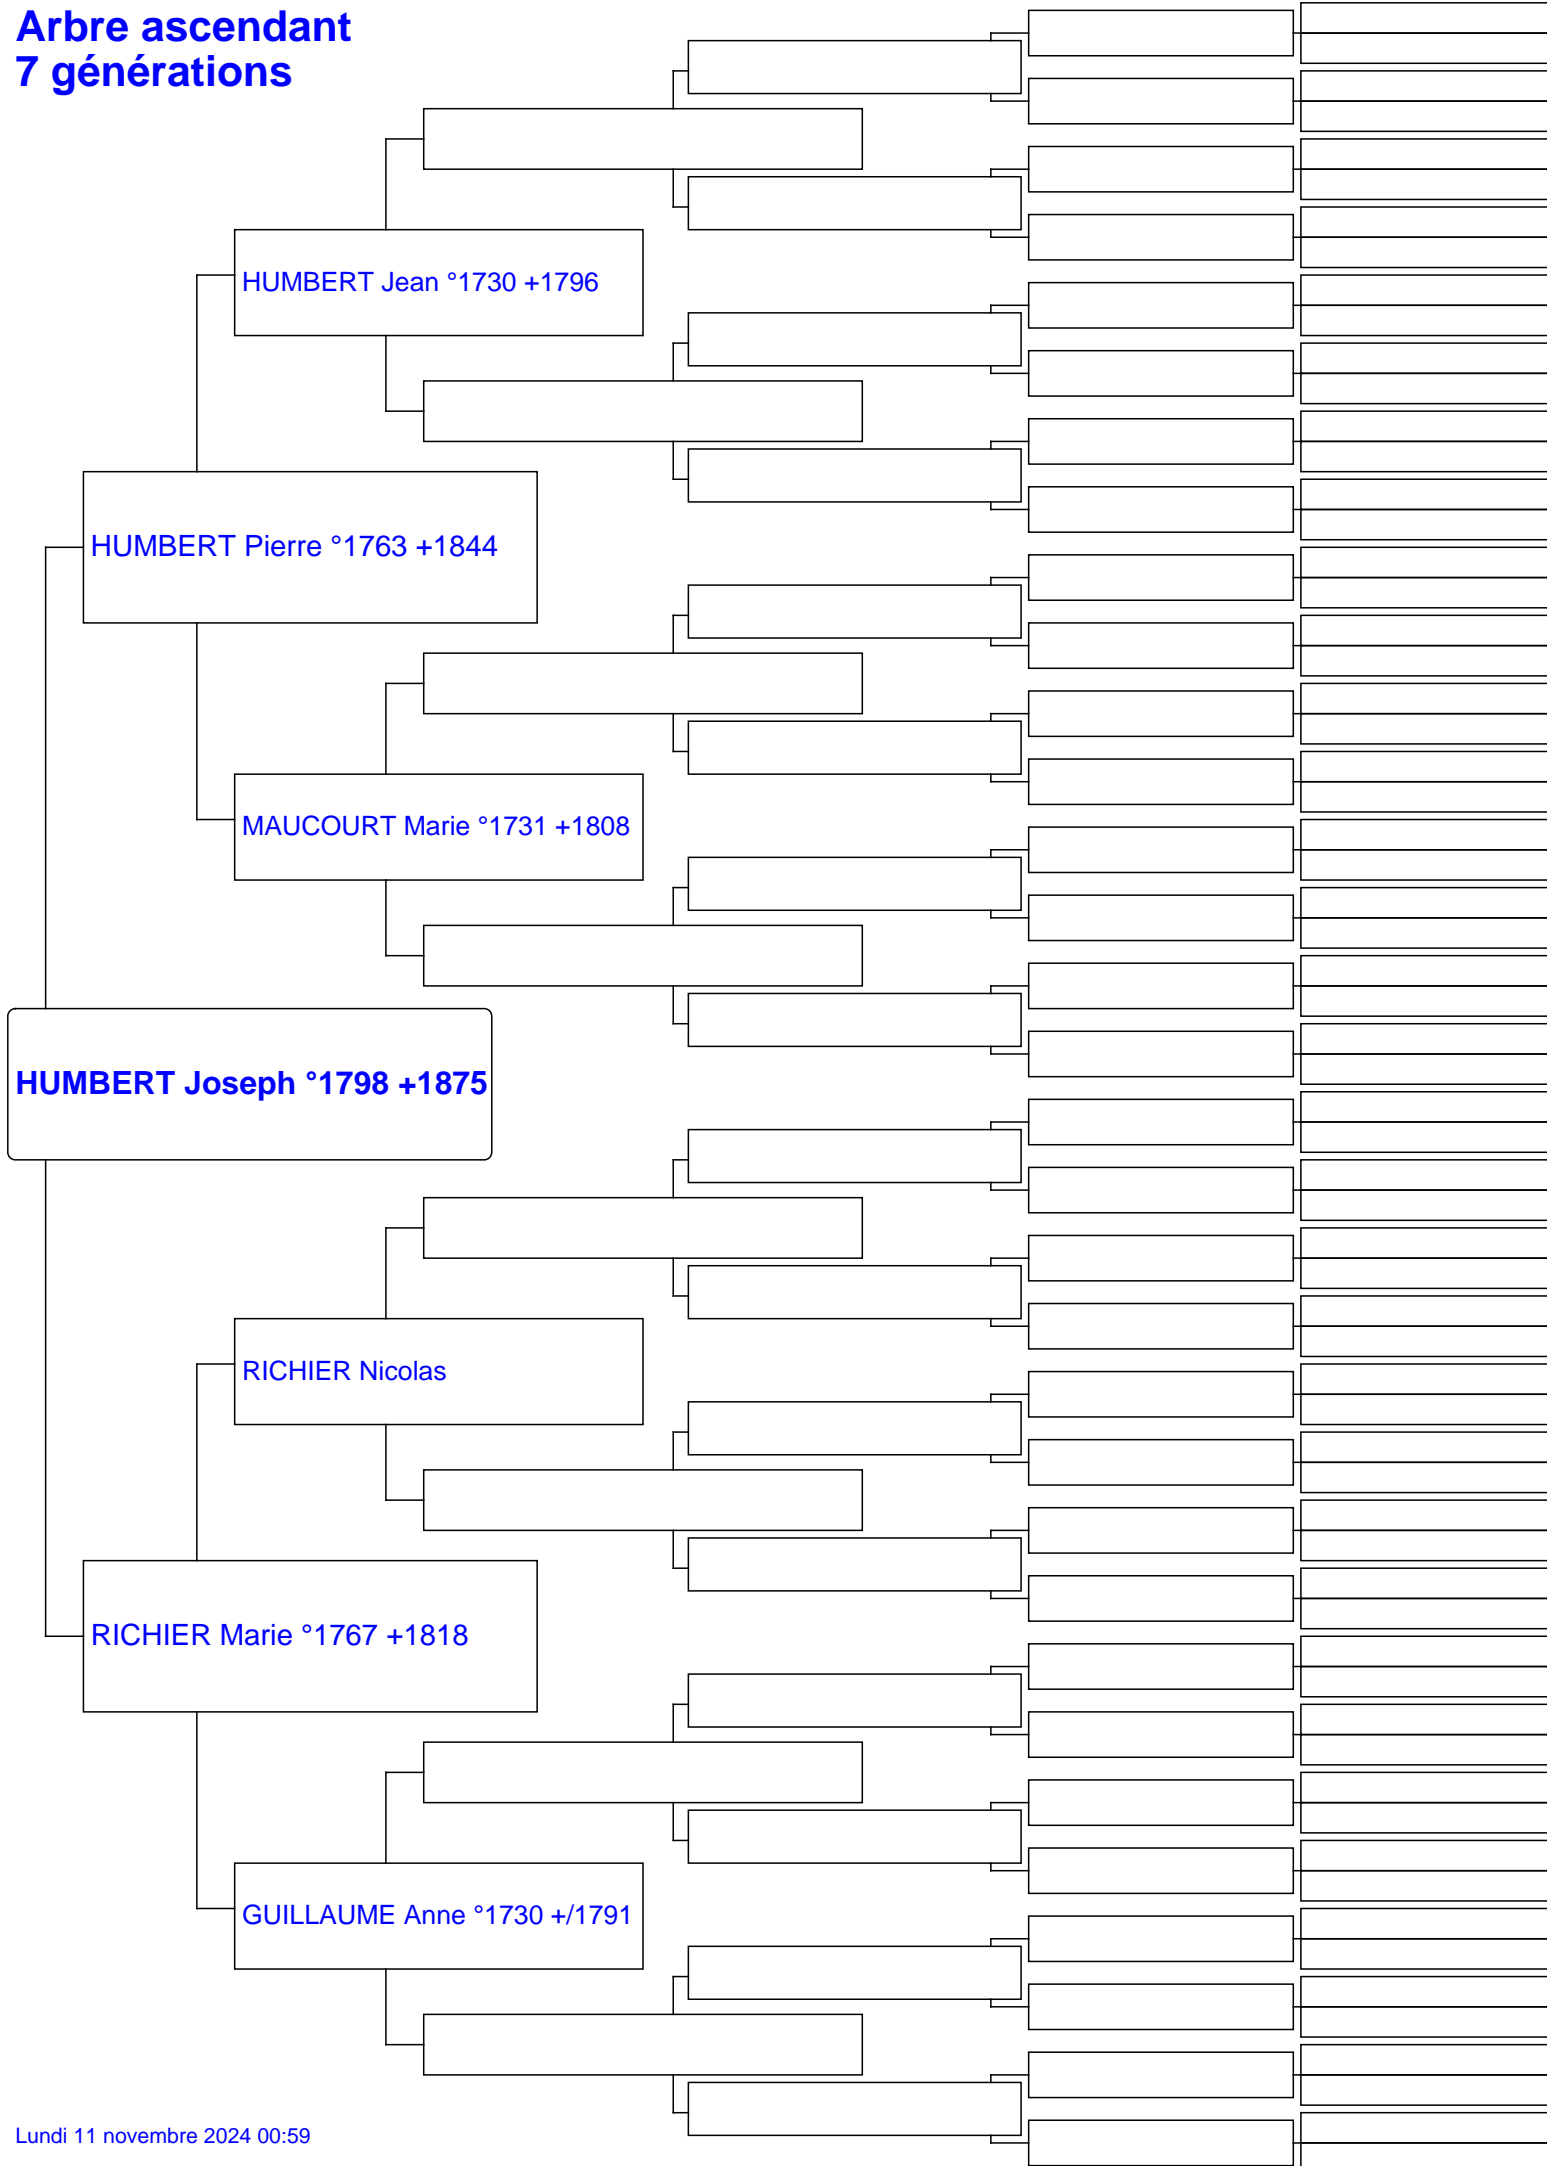 Arbre ascendant
7 générations
HUMBERT Jean °1730 +1796
HUMBERT Pierre °1763 +1844
MAUCOURT Marie °1731 +1808
HUMBERT Joseph °1798 +1875
RICHIER Nicolas
RICHIER Marie °1767 +1818
GUILLAUME Anne °1730 +/1791
Lundi 11 novembre 2024 00:59